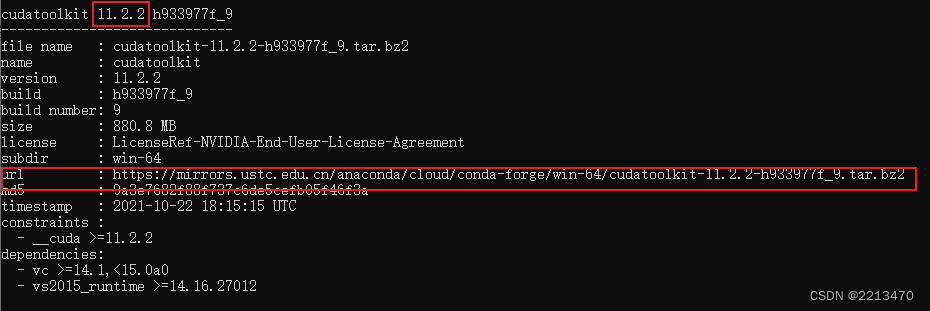 cudatoolkit 11.2.2 h933977f_9
-----------------------------
file name   : cudatoolkit-11.2.2-h933977f_9.tar.bz2
name        : cudatoolkit
version     : 11.2.2
build       : h933977f_9
build number: 9
size        : 880.8 MB
license     : LicenseRef-NVIDIA-End-User-License-Agreement
subdir      : win-64
url         : https://mirrors.ustc.edu.cn/anaconda/cloud/conda-forge/win-64/cudatoolkit-11.2.2-h933977f_9.tar.bz2
md5         :
timestamp   : 2021-10-22 18:15:15 UTC
constraints :
  - __cuda >=11.2.2
dependencies:
  - vc >=14.1,<15.0a0
  - vs2015_runtime >=14.16.27012
CSDN @2213470